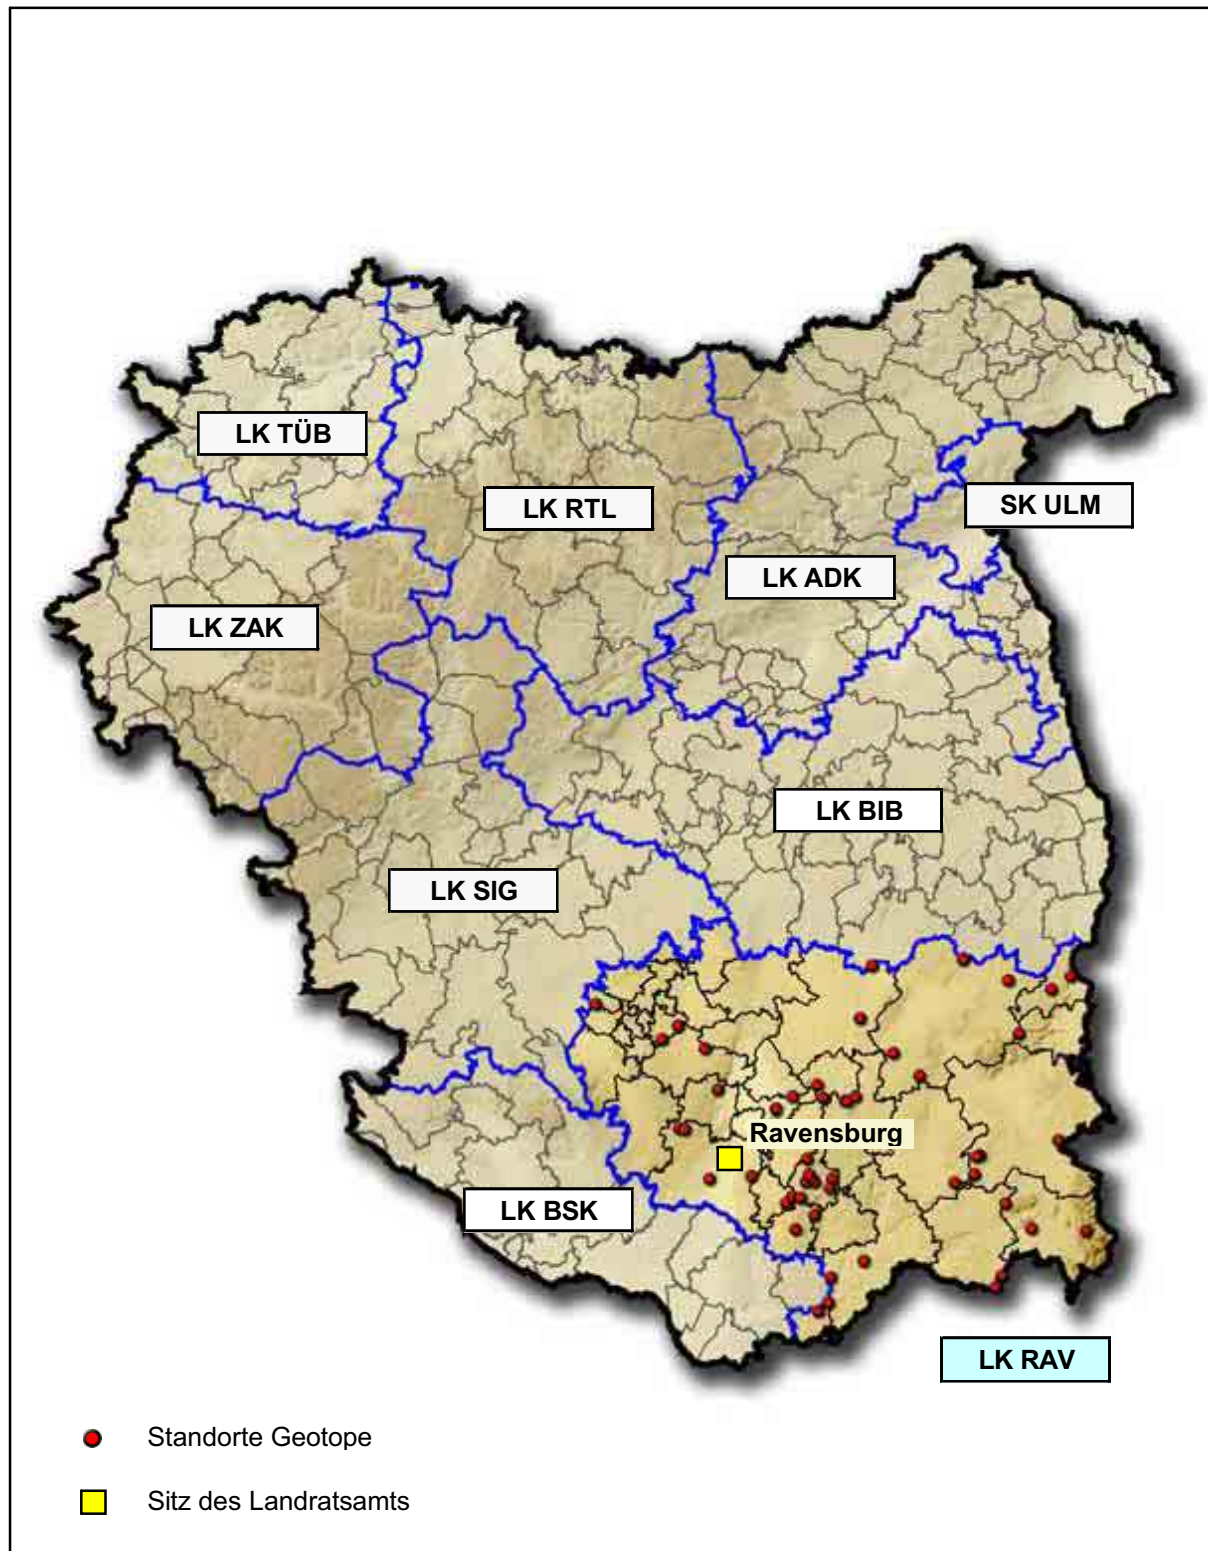 LK TÜB
LK RTL
SK ULM
LK ADK
LK ZAK
LK BIB
LK SIG
Ravensburg
LK BSK
LK RAV
Standorte Geotope
Sitz des Landratsamts